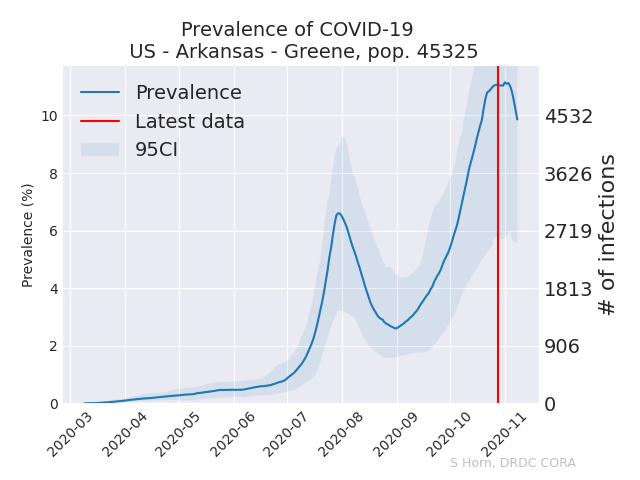 Prevalence of COVID-19
US - Arkansas - Greene, pop. 45325
Prevalence
Latest data
95CI
Prevalence (%)
10
8
6
4
2
0
4532
3626
2719
1813
906
0
# of infections
2020-03
2020-04
2020-05
2020-06
2020-07
2020-08
2020-09
2020-10
2020-11
S Horn, DRDC CORA